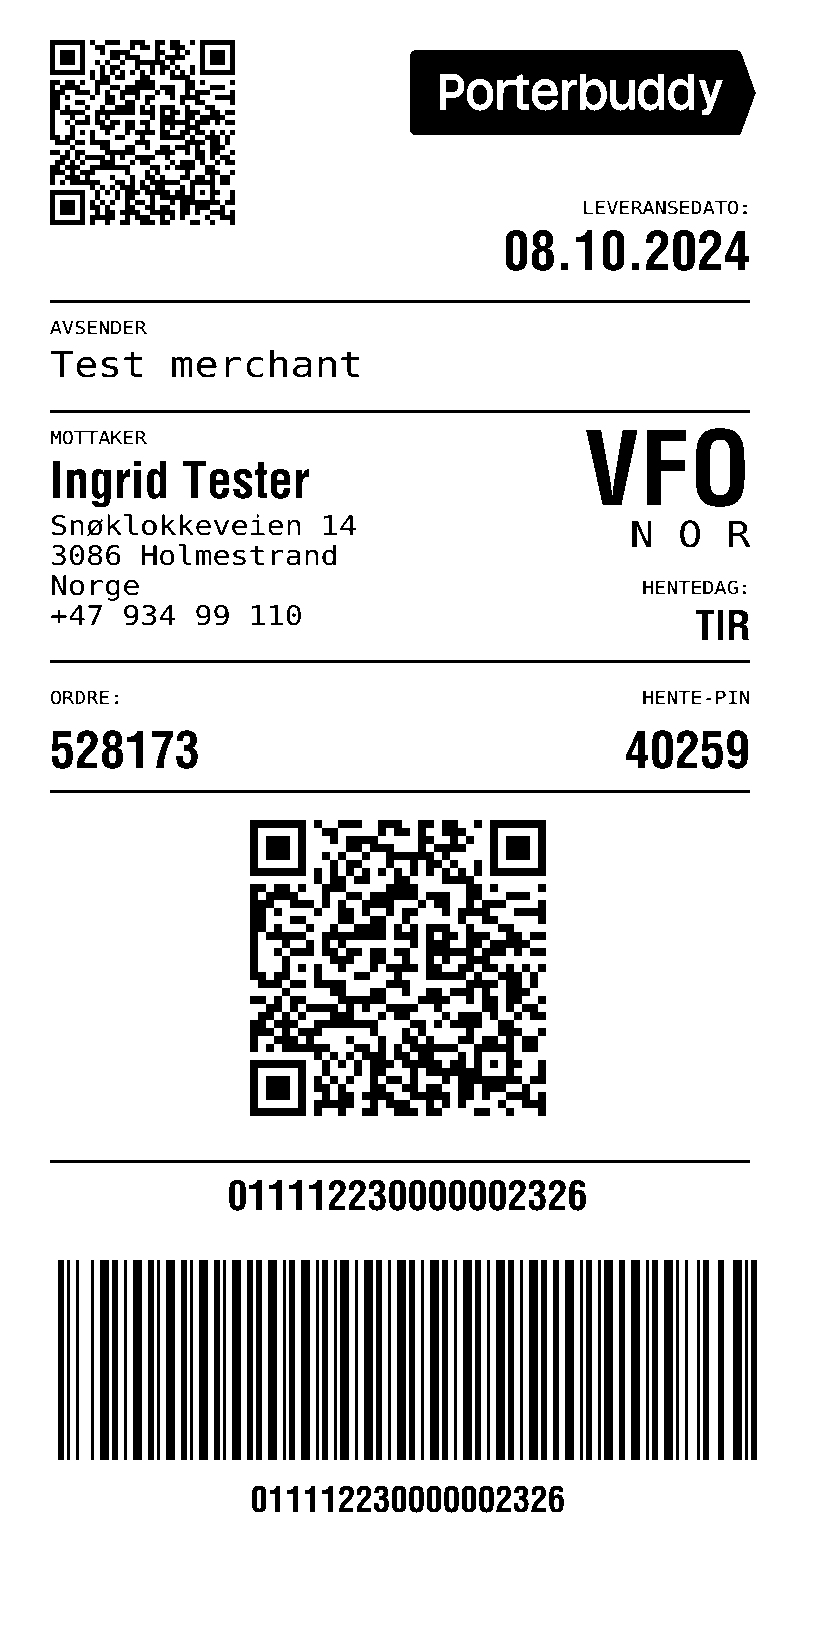 Porterbuddy
LEVERANSEDATO:
08.10.2024
AVSENDER
Test merchant
MOTTAKER
Ingrid Tester
Snøklokkeveien 14
3086 Holmestrand
Norge
+47 934 99 110
VFO
NOR
HENTEDAG:
TIR
ORDRE:
528173
HENTE-PIN
40259
011112230000002326
011112230000002326